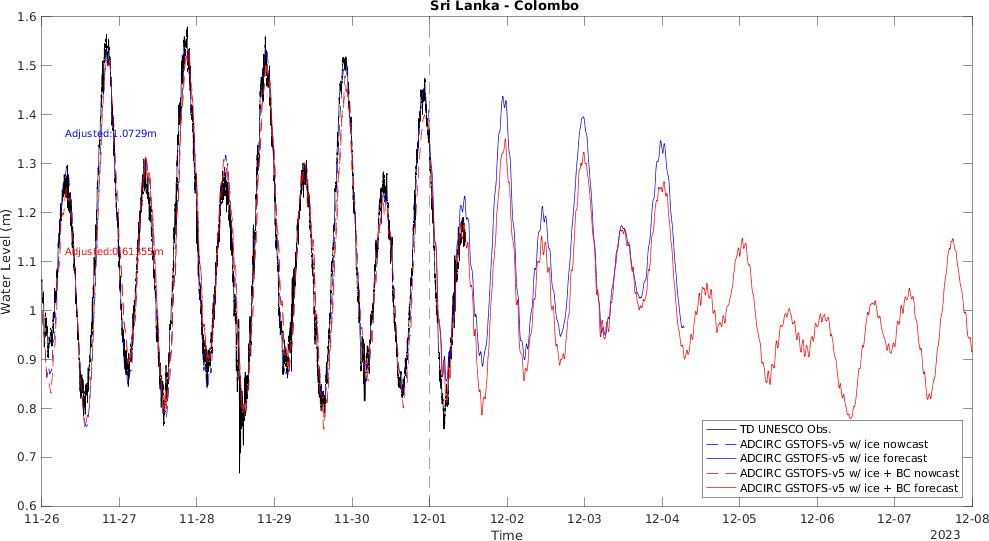 Sri Lanka - Colombo
1.6
1.5
1.4
1.3
1.2
1.1
1
0.9
0.8
0.7
0.6
Water Level (m)
Adjusted:1.0729m
Adjusted:0.61355m
TD UNESCO Obs.
ADCIRC GSTOFS-v5 w/ ice nowcast
ADCIRC GSTOFS-v5 w/ ice forecast
ADCIRC GSTOFS-v5 w/ ice + BC nowcast
ADCIRC GSTOFS-v5 w/ ice + BC forecast
11-26 11-27 11-28 11-29 11-30 12-01 12-02 12-03 12-04 12-05 12-06 12-07 12-08
Time
2023